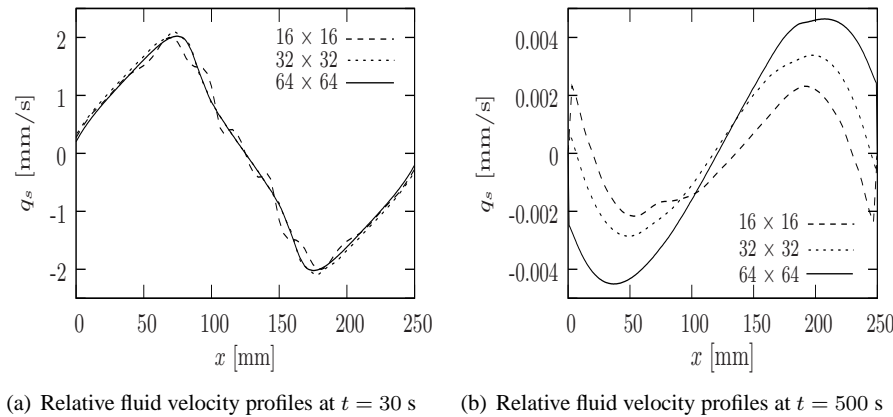 2
1
0
-1
-2
q_s [mm/s]
0 50 100 150 200 250
x [mm]
16 × 16
32 × 32
64 × 64
(a) Relative fluid velocity profiles at t = 30 s
0.004
0.002
0
-0.002
-0.004
q_s [mm/s]
0 50 100 150 200 250
x [mm]
16 × 16
32 × 32
64 × 64
(b) Relative fluid velocity profiles at t = 500 s